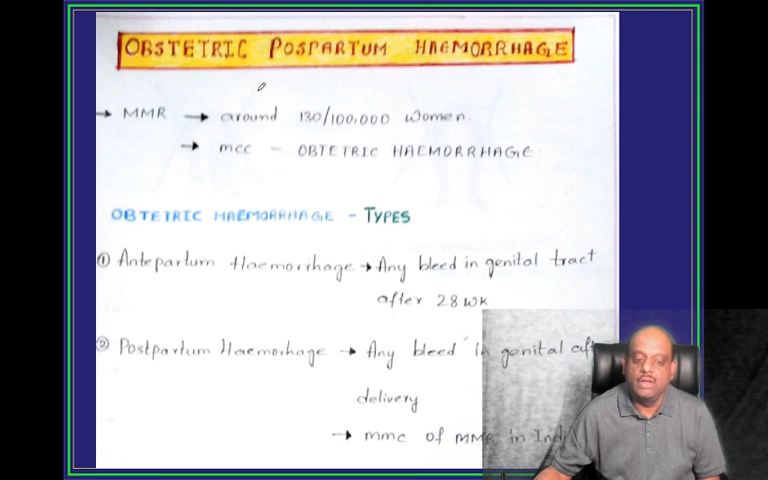 OBSTETRIC POSPARTUM HAEMORRHAGE
→ MMR → around 130/100,000 Women.
→ mcc - OBTETRIC HAEMORRHAGE
OBTETRIC HAEMORRHAGE - TYPES
① Antepartum Haemorrhage → Any bleed in genital tract
after 28 WK
② Postpartum Haemorhage → Any bleed in genital
delivery
→ mmc of MMR in